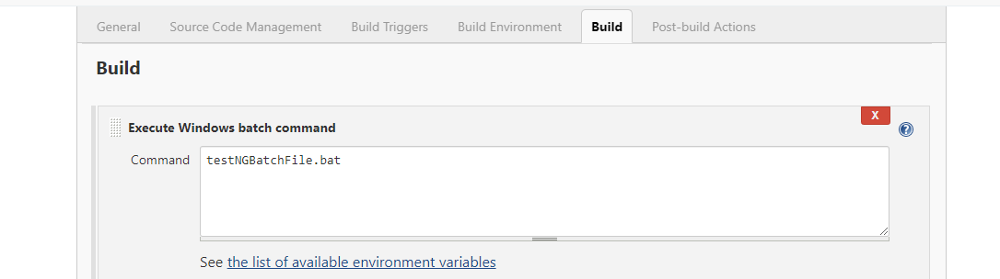 General Source Code Management Build Triggers Build Environment Build Post-build Actions
Build
X
Execute Windows batch command
?
Command testNGBatchFile.bat
See the list of available environment variables